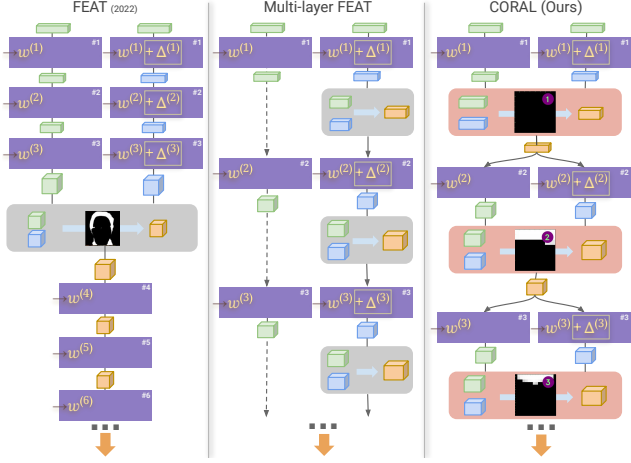 FEAT (2022)
w(1) #1
w(1) + Δ(1) #1
w(2) #2
w(2) + Δ(2) #2
w(3) #3
w(3) + Δ(3) #3
w(4) #4
w(5) #5
w(6) #6
Multi-layer FEAT
w(1) #1
w(1) + Δ(1) #1
w(2) #2
w(2) + Δ(2) #2
w(3) #3
w(3) + Δ(3) #3
CORAL (Ours)
w(1) #1
w(1) + Δ(1) #1
1
w(2) #2
w(2) + Δ(2) #2
2
w(3) #3
w(3) + Δ(3) #3
3